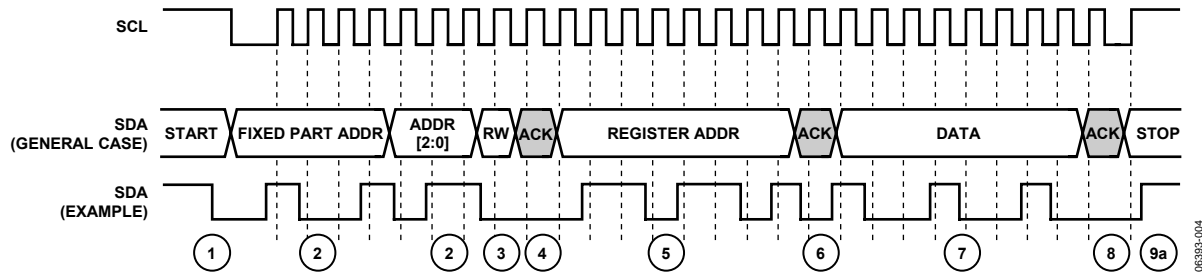 SCL
SDA
(GENERAL CASE)
START FIXED PART ADDR ADDR [2:0] RW ACK REGISTER ADDR ACK DATA ACK STOP
SDA
(EXAMPLE)
1 2 2 3 4 5 6 7 8 9a
06393-004